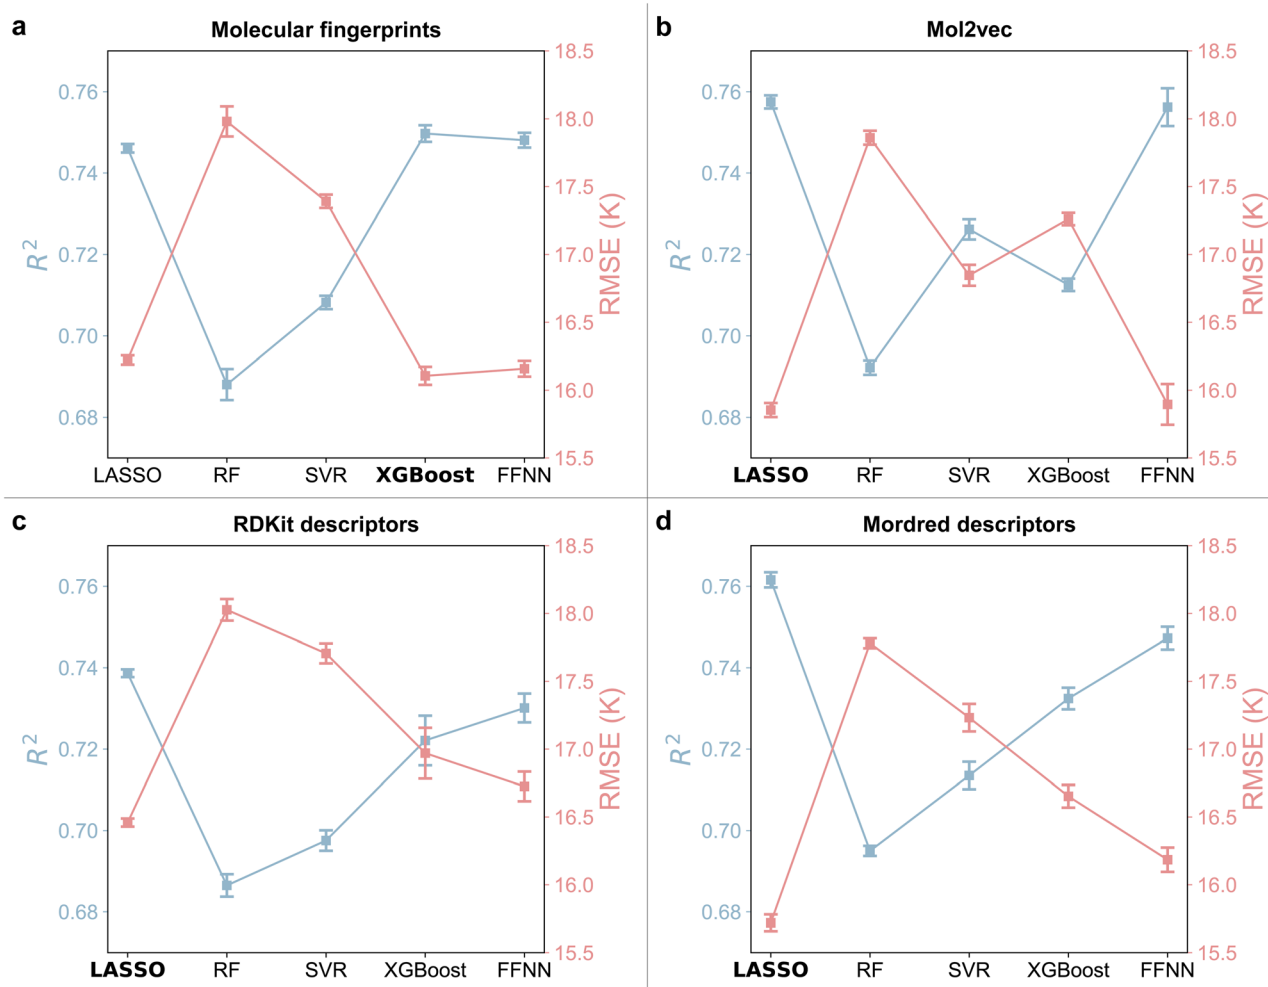 a
Molecular fingerprints
0.76
0.74
0.72
0.70
0.68
R²
18.5
18.0
17.5
17.0
16.5
16.0
15.5
RMSE (K)
LASSO RF SVR XGBoost FFNN
b
Mol2vec
0.76
0.74
0.72
0.70
0.68
R²
18.5
18.0
17.5
17.0
16.5
16.0
15.5
RMSE (K)
LASSO RF SVR XGBoost FFNN
c
RDKit descriptors
0.76
0.74
0.72
0.70
0.68
R²
18.5
18.0
17.5
17.0
16.5
16.0
15.5
RMSE (K)
LASSO RF SVR XGBoost FFNN
d
Mordred descriptors
0.76
0.74
0.72
0.70
0.68
R²
18.5
18.0
17.5
17.0
16.5
16.0
15.5
RMSE (K)
LASSO RF SVR XGBoost FFNN